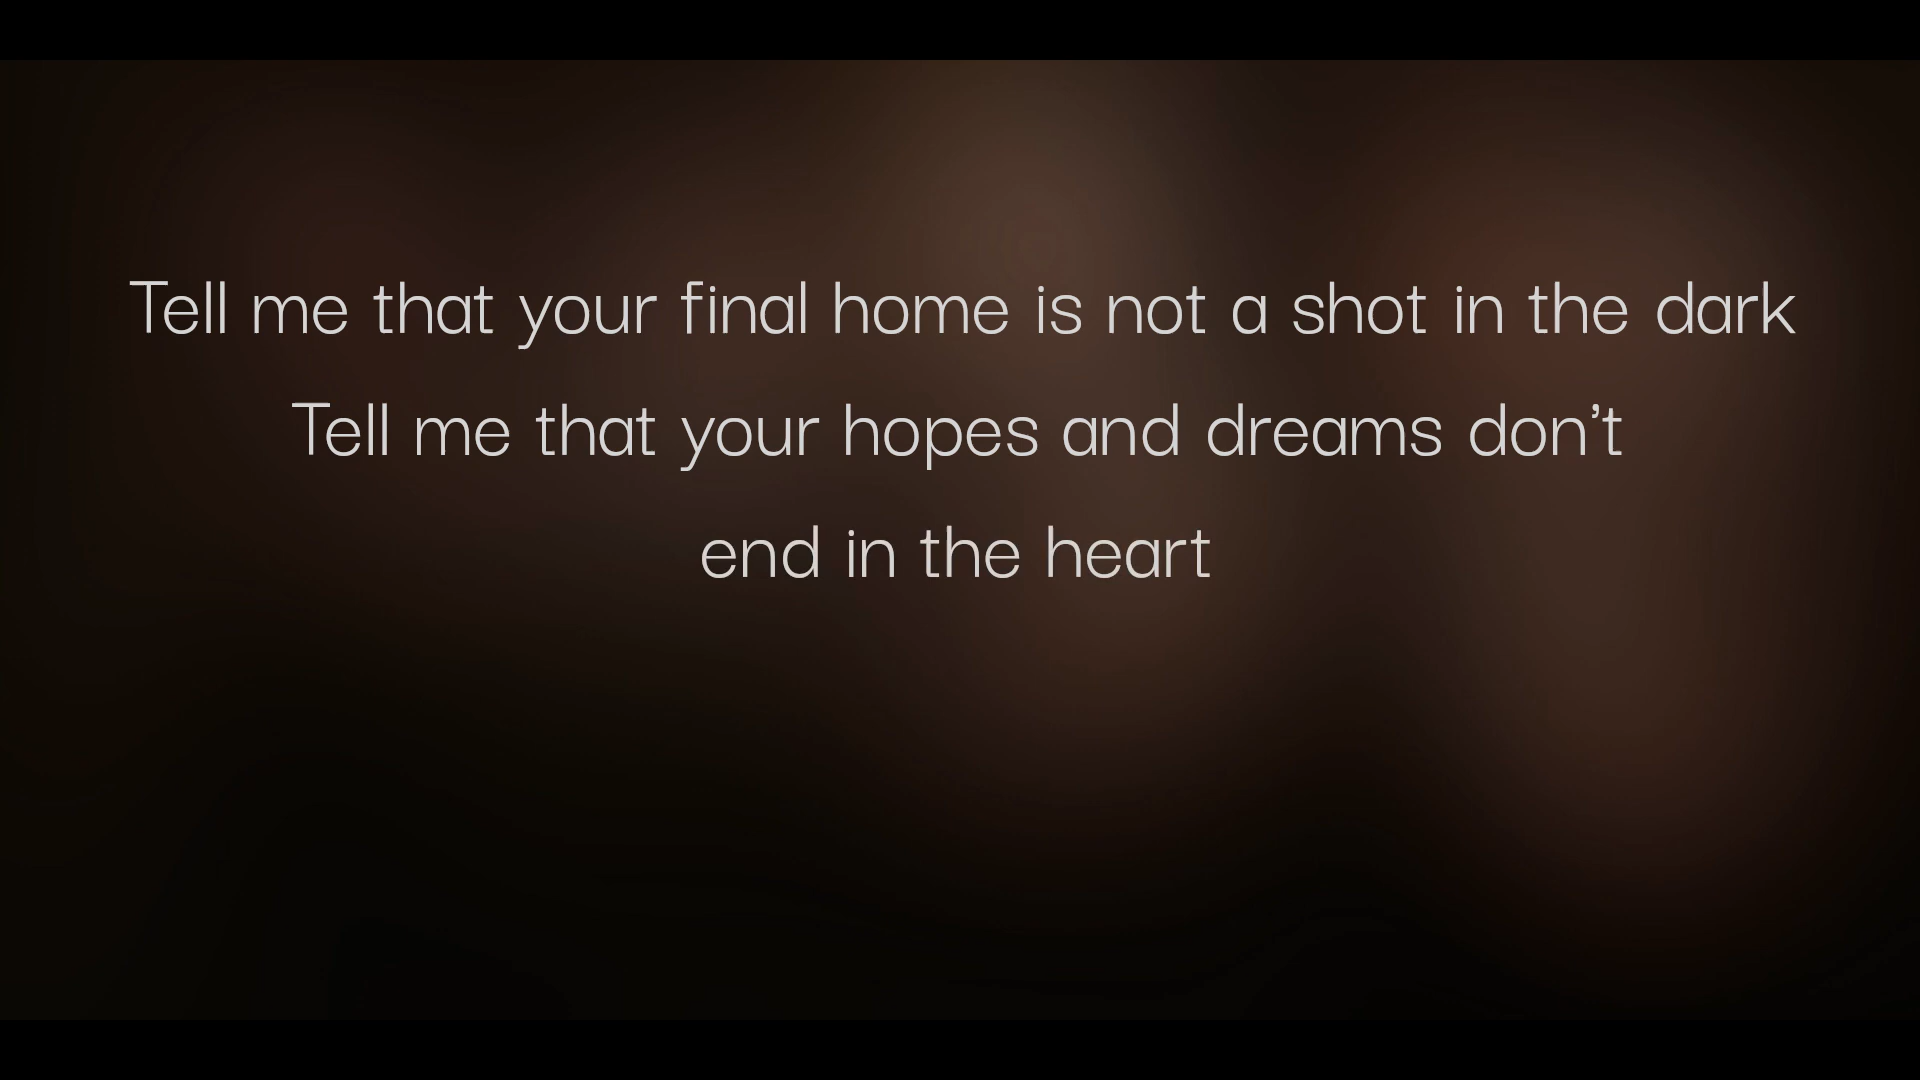 Tell me that your final home is not a shot in the dark
Tell me that your hopes and dreams don’t
end in the heart